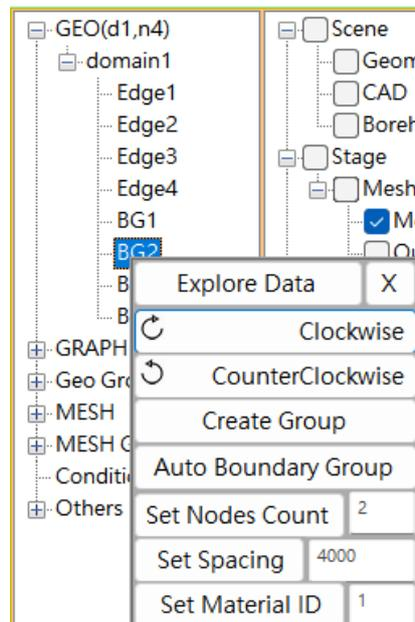 GEO(d1,n4)
domain1
Edge1
Edge2
Edge3
Edge4
BG1
BG2
B
B
GRAPH
Geo Gr
MESH
MESH G
Conditi
Others
Scene
Geom
CAD
Boreh
Stage
Mesh
M
Explore Data X
Clockwise
CounterClockwise
Create Group
Auto Boundary Group
Set Nodes Count 2
Set Spacing 4000
Set Material ID 1